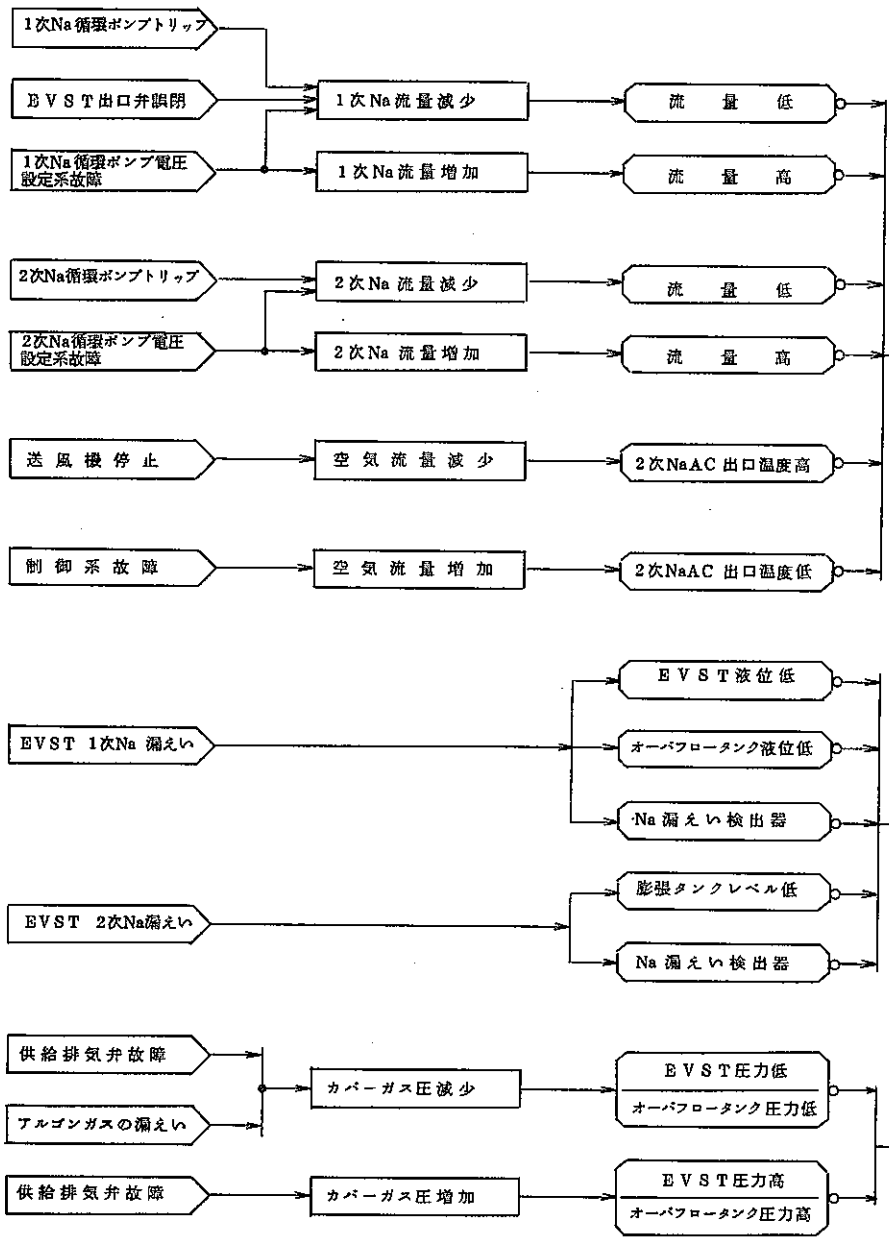 1次Na循環ポンプトリップ
EVST出口弁誤閉
1次Na流量減少
流量低
1次Na循環ポンプ電圧
設定系故障
1次Na流量増加
流量高
2次Na循環ポンプトリップ
2次Na 流量減少
流量低
2次Na循環ポンプ電圧
設定系故障
2次Na 流量増加
流量高
送風機停止
空気流量減少
2次NaAC 出口温度高
制御系故障
空気流量増加
2次NaAC 出口温度低
EVST 1次Na 漏えい
EVST液位低
オーバフロータンク液位低
Na 漏えい検出器
EVST 2次Na漏えい
膨張タンクレベル低
Na 漏えい検出器
供給排気弁故障
アルゴンガスの漏えい
カバーガス圧減少
EVST圧力低
オーバフロータンク圧力低
供給排気弁故障
カバーガス圧増加
EVST圧力高
オーバフロータンク圧力高